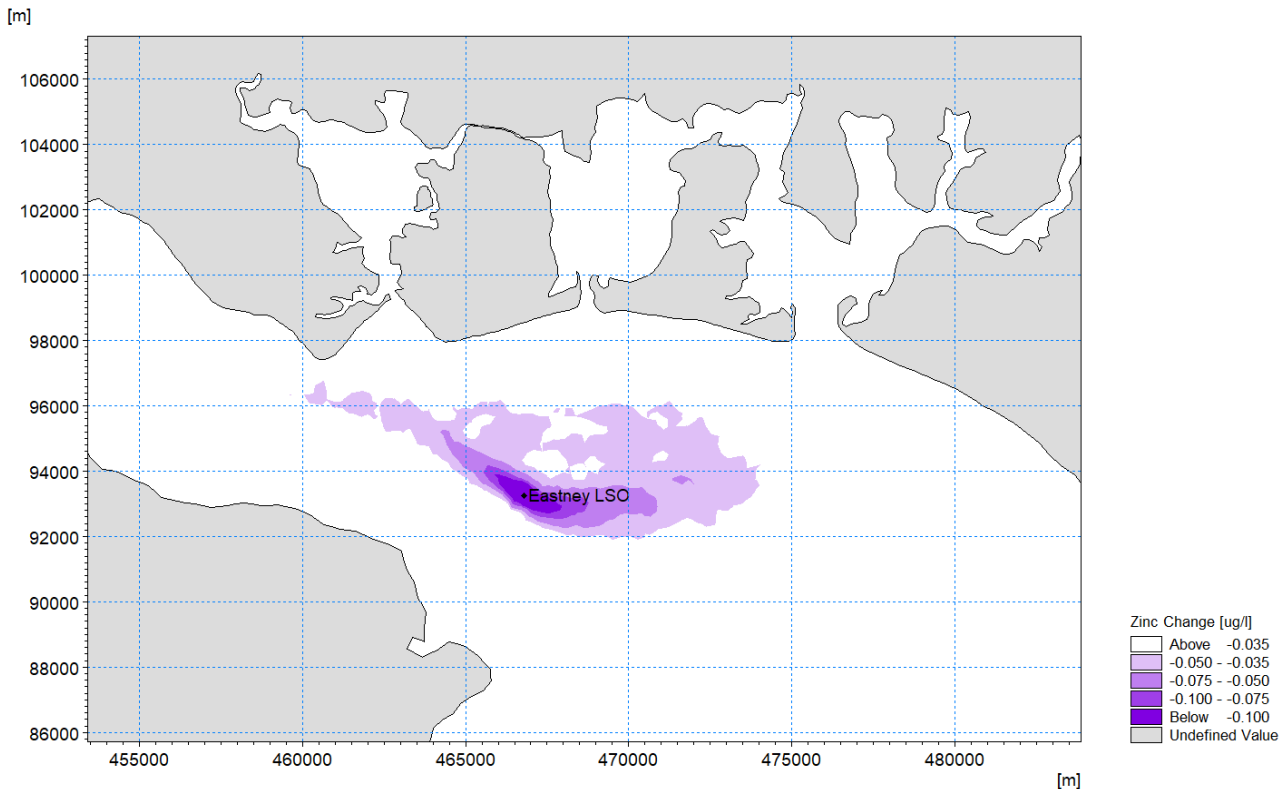 [m]
106000
104000
102000
100000
98000
96000
94000
92000
90000
88000
86000
Eastney LSO
455000 460000 465000 470000 475000 480000
[m]
Zinc Change [ug/l]
Above -0.035
-0.050 - -0.035
-0.075 - -0.050
-0.100 - -0.075
Below -0.100
Undefined Value